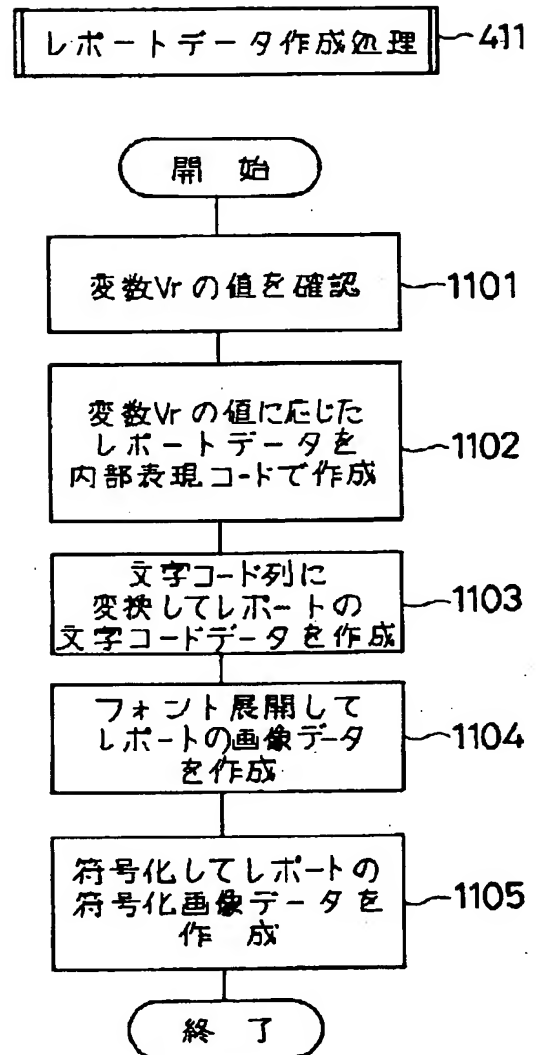 レポートデータ作成処理 411
開 始
変数Vrの値を確認 1101
変数Vrの値に応じた
レポートデータを 1102
内部表現コードで作成
文字コード列に
変換してレポートの 1103
文字コードデータを作成
フォント展開して
レポートの画像データ 1104
を作成
符号化してレポートの
符号化画像データを 1105
作 成
終 了